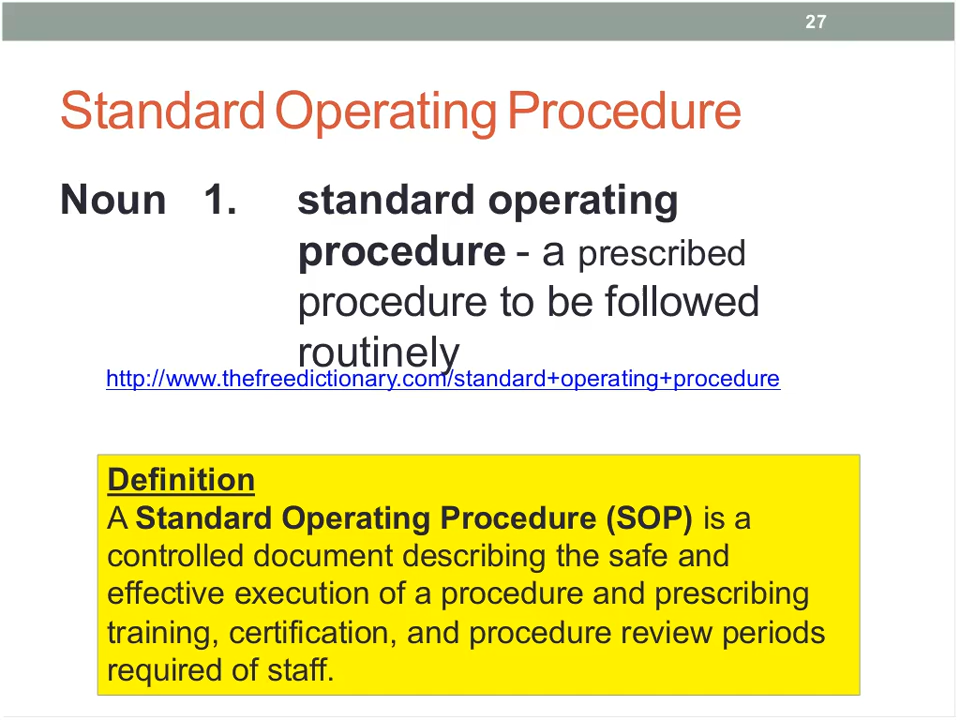 27
Standard Operating Procedure
Noun 1. standard operating
procedure - a prescribed
procedure to be followed
routinely
http://www.thefreedictionary.com/standard+operating+procedure
Definition
A Standard Operating Procedure (SOP) is a
controlled document describing the safe and
effective execution of a procedure and prescribing
training, certification, and procedure review periods
required of staff.